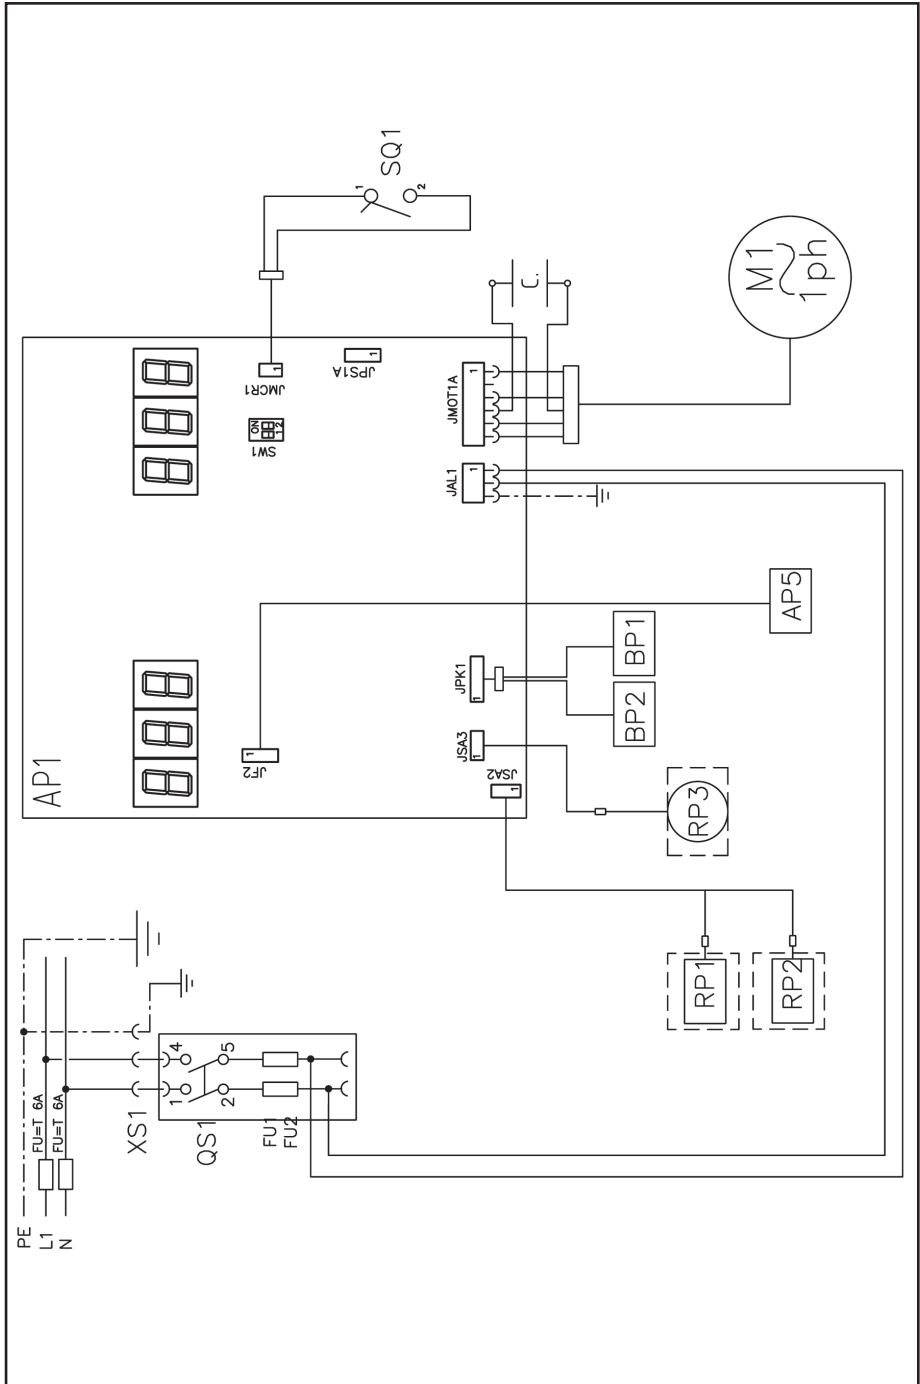 PE
L1
N
FU=T 6A
FU=T 6A
XS1
QS1
1
4
2
5
FU1
FU2
AP1
JF2
1
JSA2
1
JSA3
1
JPK1
1
SW1
ON
1 2
JMCR1
1
JPS1A
1
JAL1
1
JMOT1A
1
SQ1
1
2
C.
M1
1ph
BP1
BP2
AP5
RP3
RP1
RP2